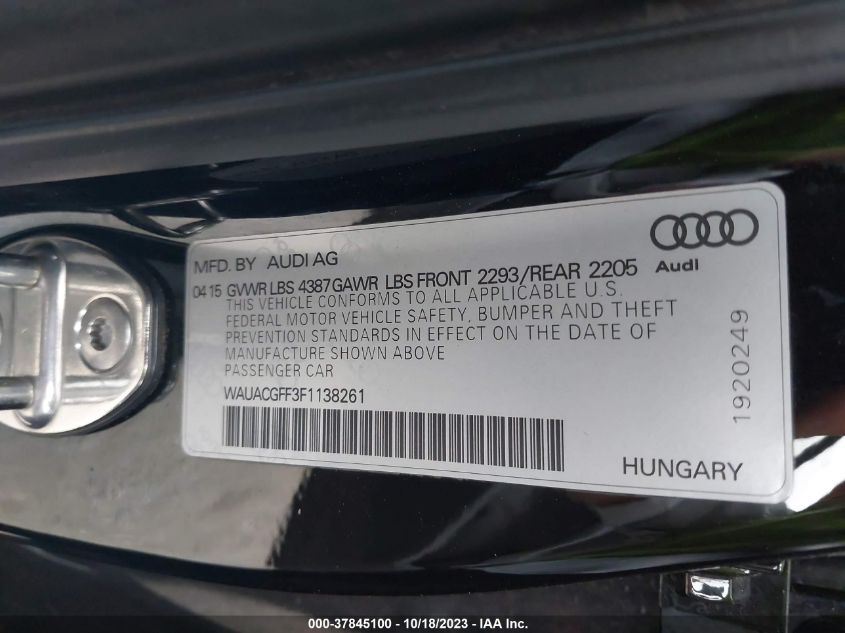 MFD. BY AUDI AG
04 15 GVWR LBS 4387 GAWR LBS FRONT 2293/REAR 2205
THIS VEHICLE CONFORMS TO ALL APPLICABLE U.S.
FEDERAL MOTOR VEHICLE SAFETY, BUMPER AND THEFT
PREVENTION STANDARDS IN EFFECT ON THE DATE OF
MANUFACTURE SHOWN ABOVE
PASSENGER CAR
WAUACGFF3F1138261
Audi
1920249
HUNGARY
000-37845100 - 10/18/2023 - IAA Inc.